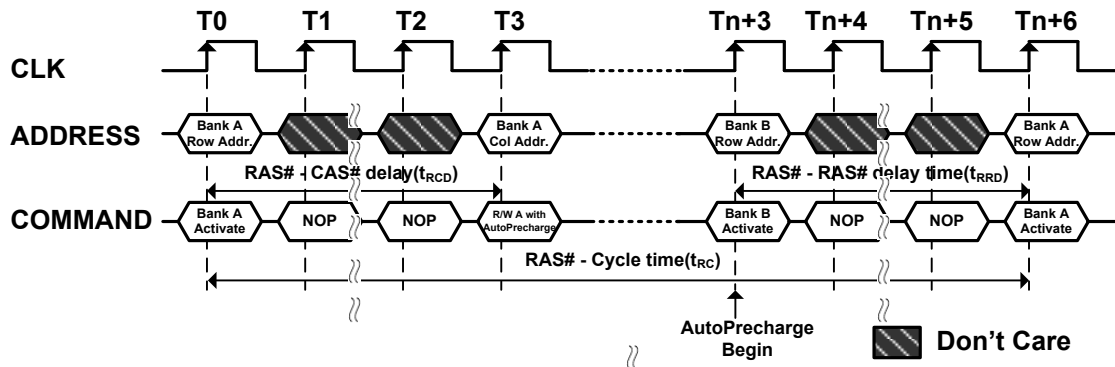 T0 T1 T2 T3 Tn+3 Tn+4 Tn+5 Tn+6
CLK
ADDRESS
Bank A
Row Addr.
Bank A
Col Addr.
Bank B
Row Addr.
Bank A
Row Addr.
RAS# - CAS# delay(tRCD)
RAS# - RAS# delay time(tRRD)
COMMAND
Bank A
Activate
NOP
NOP
R/W A with
AutoPrecharge
Bank B
Activate
NOP
NOP
Bank A
Activate
RAS# - Cycle time(tRC)
AutoPrecharge
Begin
Don't Care